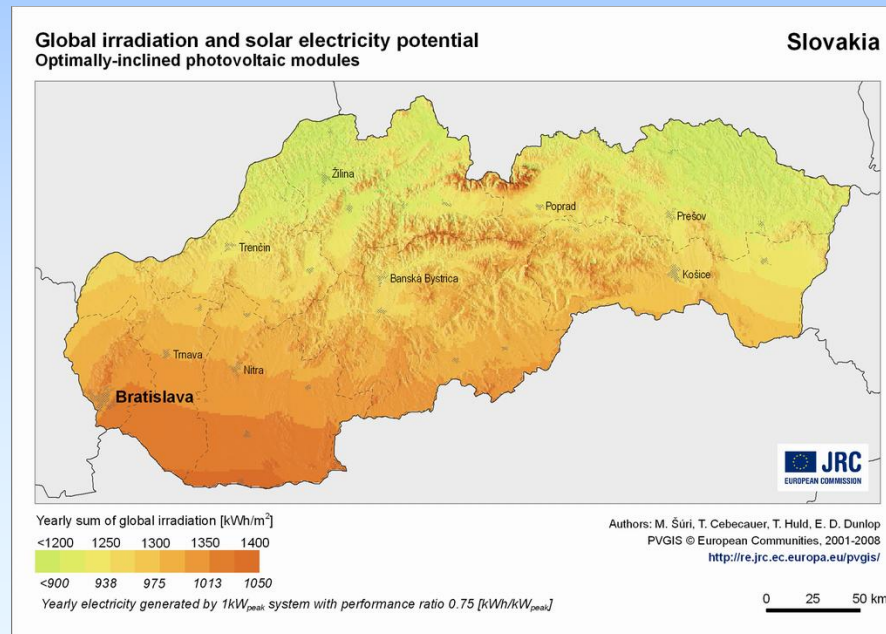 Global irradiation and solar electricity potential
Optimally-inclined photovoltaic modules
Slovakia
Žilina
Poprad
Prešov
Trenčín
Banská Bystrica
Košice
Trnava
Nitra
Bratislava
JRC
EUROPEAN COMMISSION
Yearly sum of global irradiation [kWh/m²]
<1200 1250 1300 1350 1400
<900 938 975 1013 1050
Yearly electricity generated by 1kWpeak system with performance ratio 0.75 [kWh/kWpeak]
Authors: M. Šúri, T. Cebecauer, T. Huld, E. D. Dunlop
PVGIS © European Communities, 2001-2008
http://re.jrc.ec.europa.eu/pvgis/
0 25 50 km